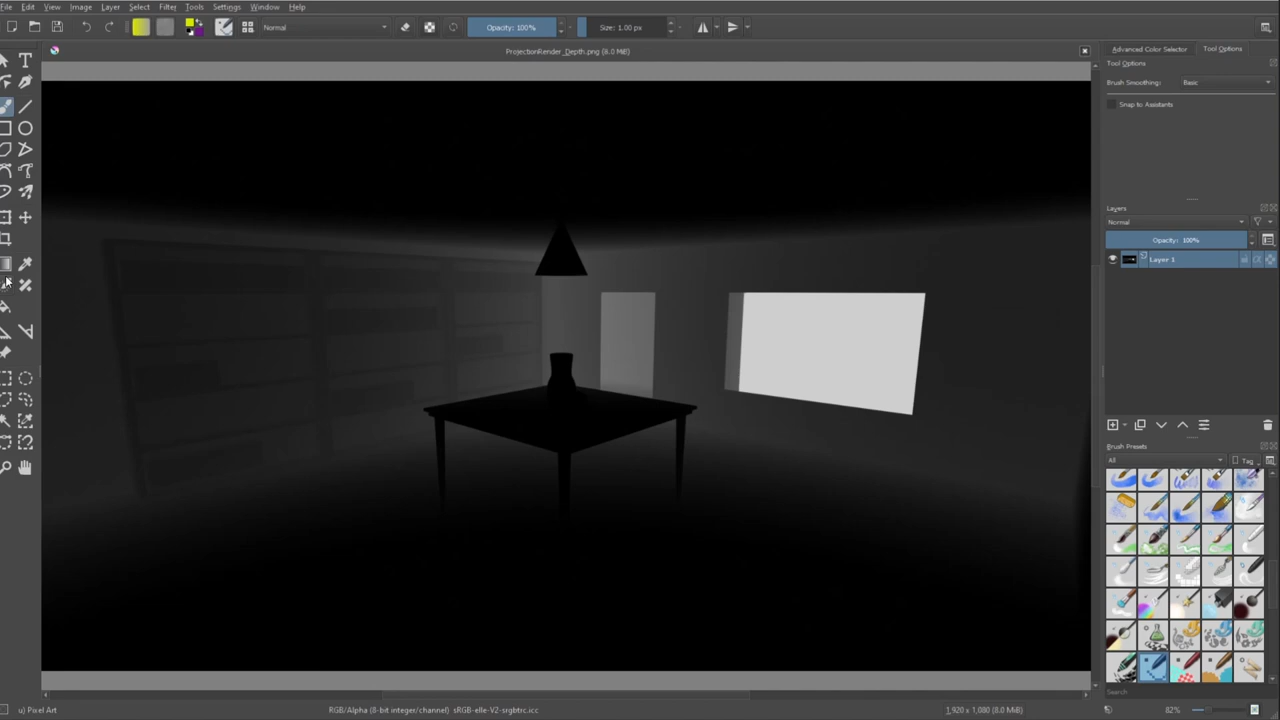 File Edit View Image Layer Select Filter Tools Settings Window Help
Normal Opacity: 100% Size: 1.00 px
ProjectionRender_Depth.png (8.0 MiB)
Advanced Color Selector Tool Options
Tool Options
Brush Smoothing: Basic
Snap to Assistants
Layers
Normal
Opacity: 100%
Layer 1
Brush Presets
All Tag
Search
u) Pixel Art RGB/Alpha (8-bit integer/channel) sRGB-elle-V2-srgbtrc.icc 1,920 x 1,080 (8.0 MiB) 82%